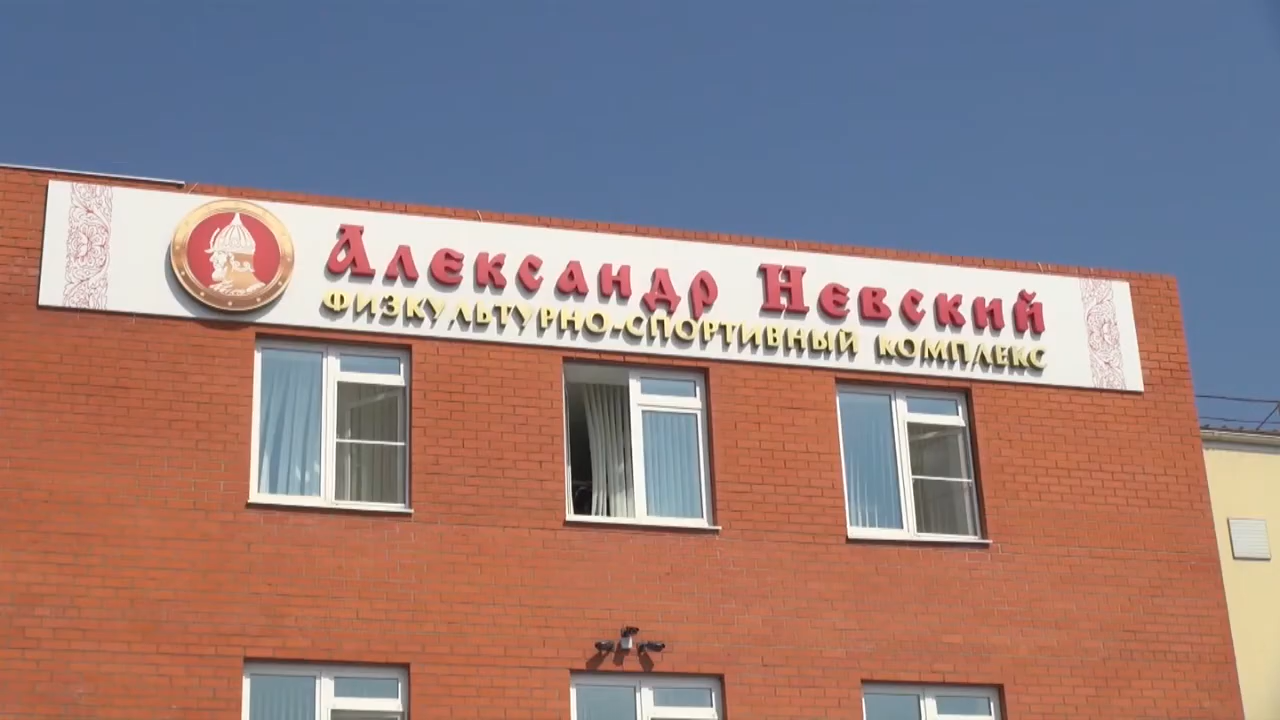 Александр Невский
ФИЗКУЛЬТУРНО-СПОРТИВНЫЙ КОМПЛЕКС